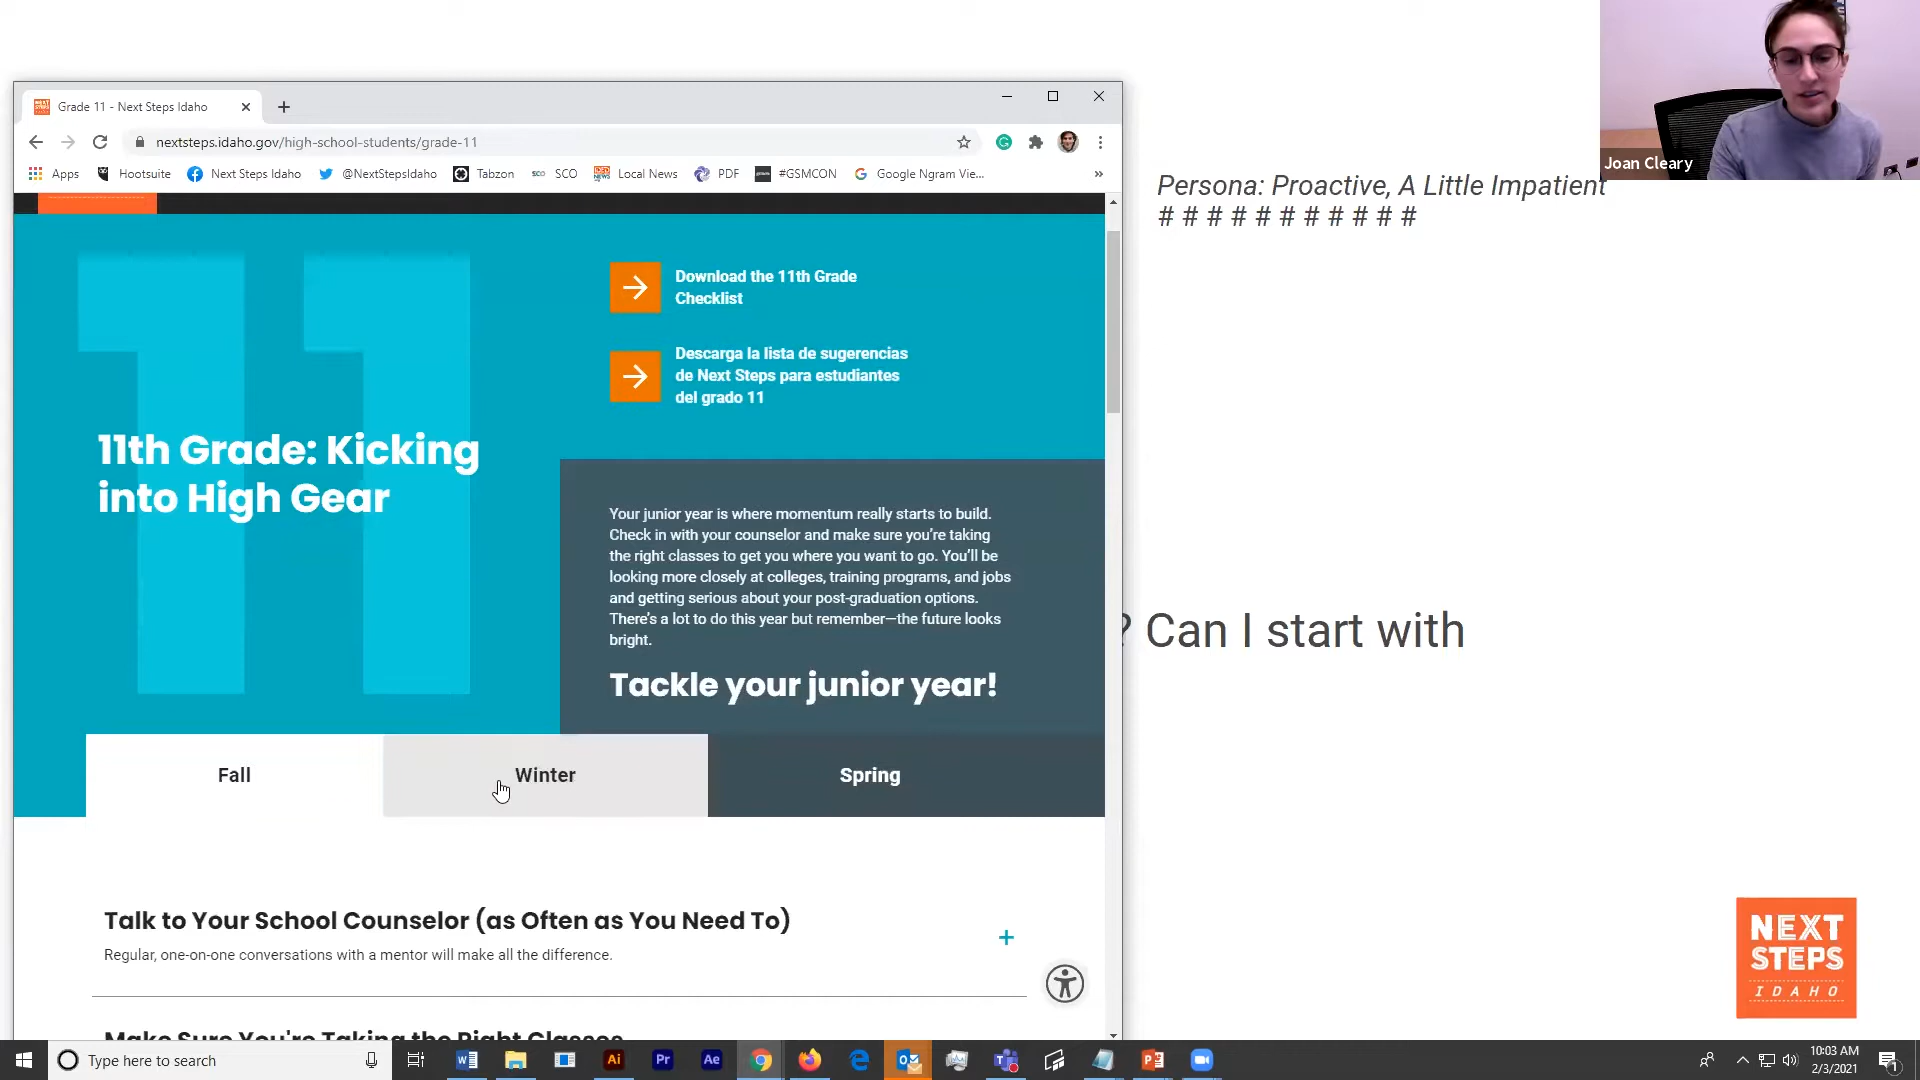 Grade 11 - Next Steps Idaho
nextsteps.idaho.gov/high-school-students/grade-11
Apps Hootsuite Next Steps Idaho @NextStepsIdaho Tabzon SCO Local News PDF #GSMCON Google Ngram Vie...
Joan Cleary
Persona: Proactive, A Little Impatient
# # # # # # # # # # #
Download the 11th Grade
Checklist
Descarga la lista de sugerencias
de Next Steps para estudiantes
del grado 11
11th Grade: Kicking
into High Gear
Your junior year is where momentum really starts to build.
Check in with your counselor and make sure you're taking
the right classes to get you where you want to go. You'll be
looking more closely at colleges, training programs, and jobs
and getting serious about your post-graduation options.
There's a lot to do this year but remember—the future looks
bright.
Tackle your junior year!
? Can I start with
Fall Winter Spring
Talk to Your School Counselor (as Often as You Need To)
Regular, one-on-one conversations with a mentor will make all the difference.
Make Sure You're Taking the Right Classes
NEXT
STEPS
IDAHO
Type here to search
10:03 AM
2/3/2021